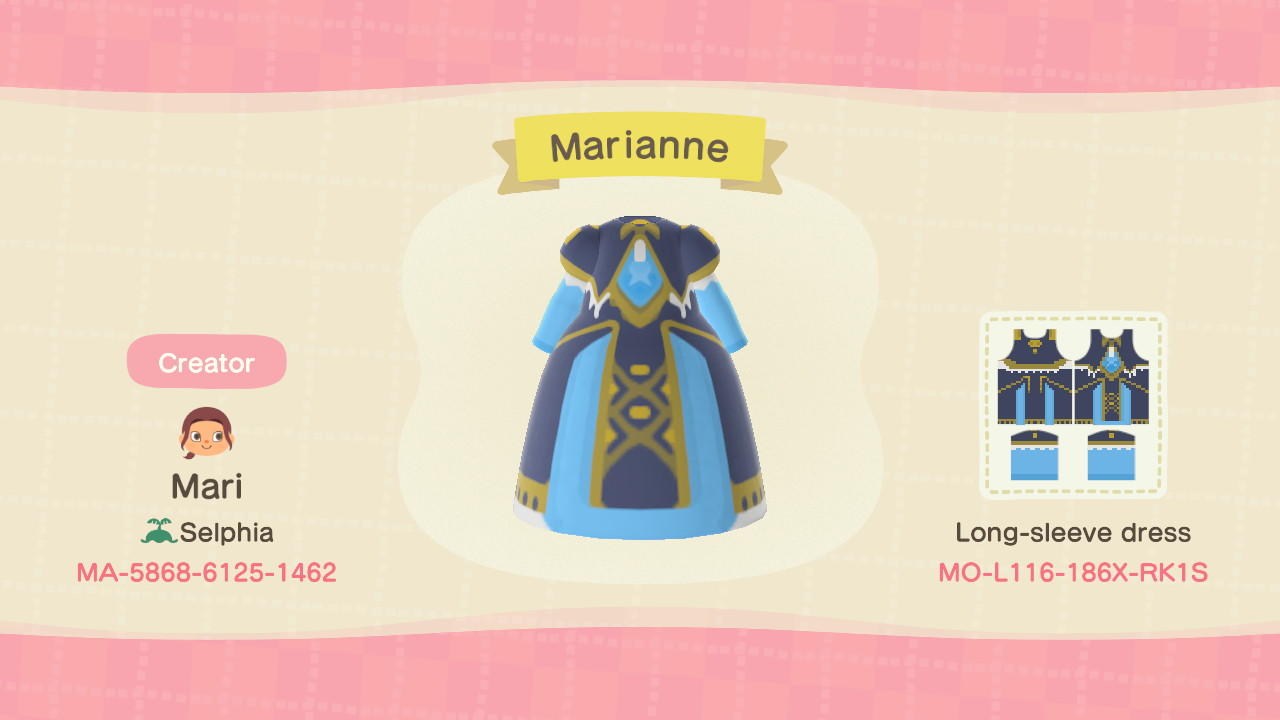 Marianne
Creator
Mari
Selphia
MA-5868-6125-1462
Long-sleeve dress
MO-L116-186X-RK1S